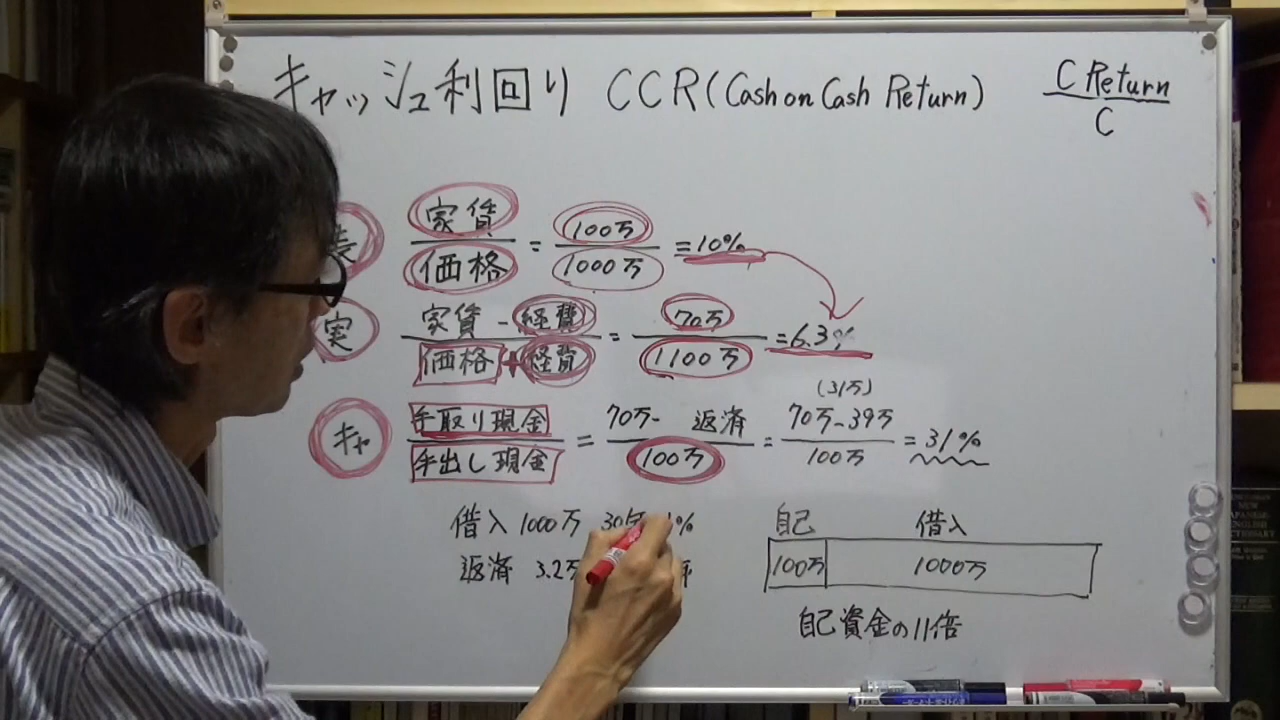 キャッシュ利回り CCR(Cash on Cash Return) C Return / C
表 家賃 / 価格 = 100万 / 1000万 = 10%
実 家賃 - 経費 / 価格 + 経費 = 70万 / 1100万 = 6.3%
(31万)
キャ 手取り現金 / 手出し現金 = 70万 - 返済 / 100万 = 70万 - 39万 / 100万 = 31%
借入 1000万 30年 %
返済 3.2万
自己 借入
100万 1000万
自己資金の11倍